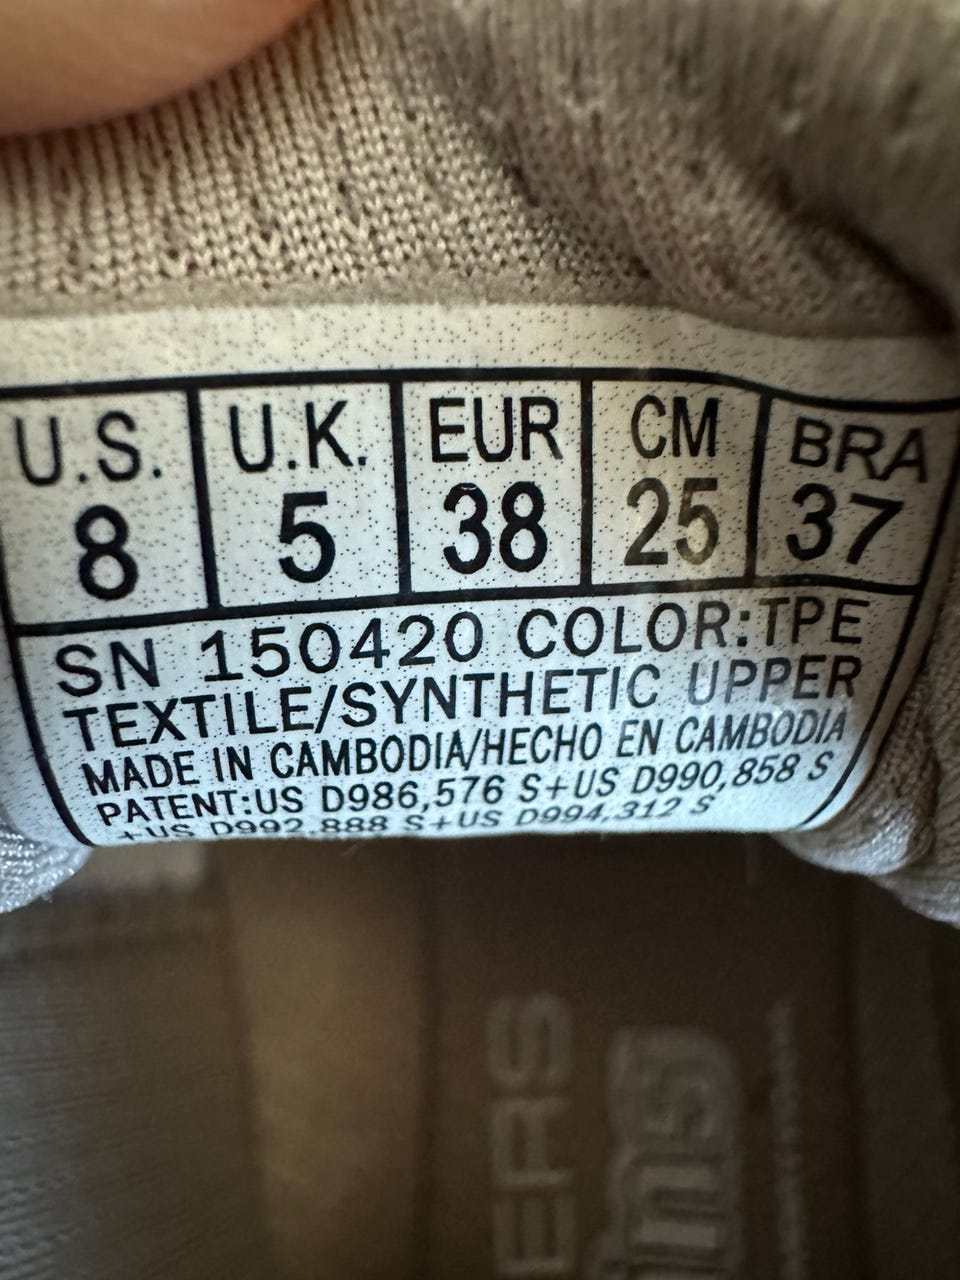 U.S. U.K. EUR CM BRA
8 5 38 25 37
SN 150420 COLOR:TPE
TEXTILE/SYNTHETIC UPPER
MADE IN CAMBODIA/HECHO EN CAMBODIA
PATENT:US D986,576 S+US D990,858 S
+US D992,888 S+US D994,312 S